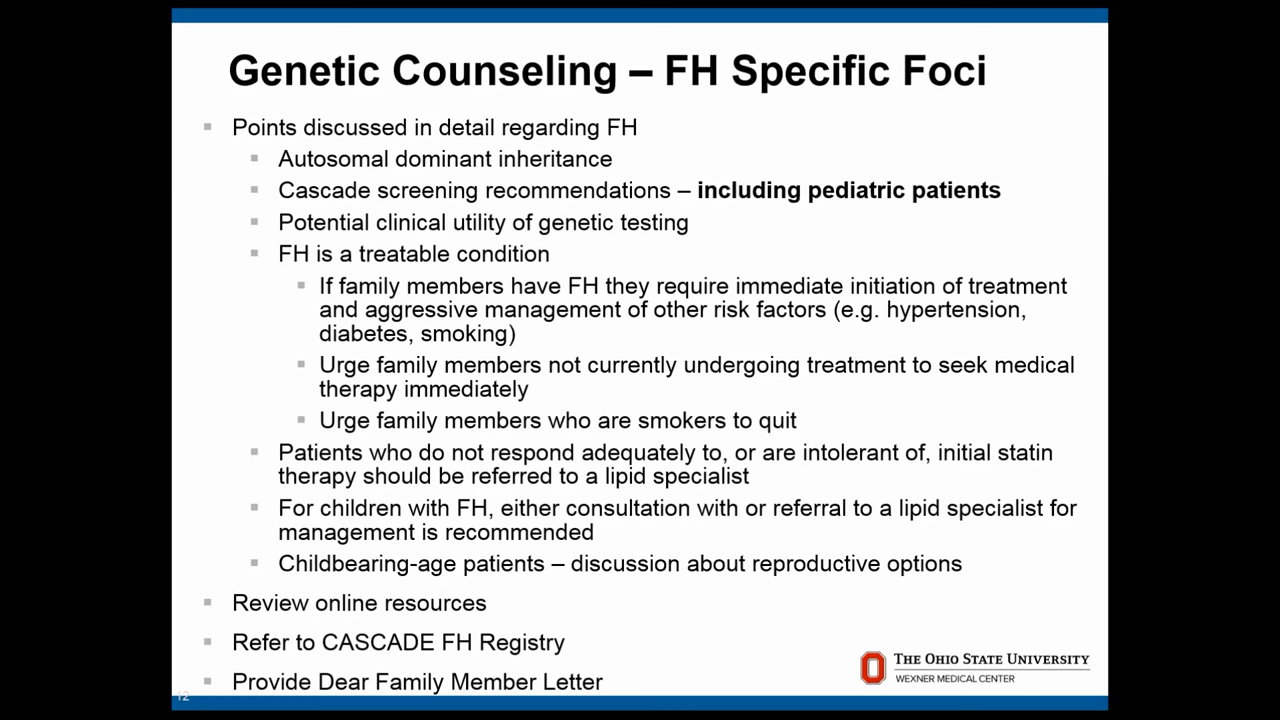 Genetic Counseling – FH Specific Foci
Points discussed in detail regarding FH
Autosomal dominant inheritance
Cascade screening recommendations – including pediatric patients
Potential clinical utility of genetic testing
FH is a treatable condition
If family members have FH they require immediate initiation of treatment
and aggressive management of other risk factors (e.g. hypertension,
diabetes, smoking)
Urge family members not currently undergoing treatment to seek medical
therapy immediately
Urge family members who are smokers to quit
Patients who do not respond adequately to, or are intolerant of, initial statin
therapy should be referred to a lipid specialist
For children with FH, either consultation with or referral to a lipid specialist for
management is recommended
Childbearing-age patients – discussion about reproductive options
Review online resources
Refer to CASCADE FH Registry
Provide Dear Family Member Letter
THE OHIO STATE UNIVERSITY
WEXNER MEDICAL CENTER
12